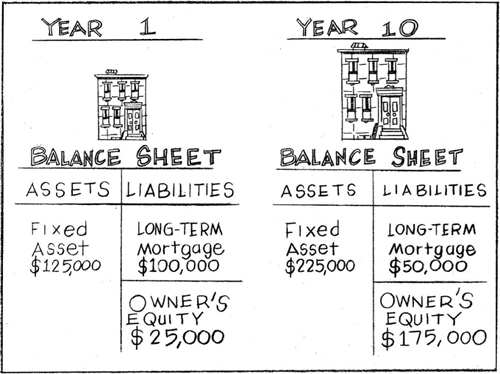 YEAR 1
BALANCE SHEET
ASSETS LIABILITIES
Fixed Asset $125,000
LONG-TERM Mortgage $100,000
OWNER'S EQUITY $25,000
YEAR 10
BALANCE SHEET
ASSETS LIABILITIES
Fixed Asset $225,000
LONG-TERM Mortgage $50,000
OWNER'S EQUITY $175,000